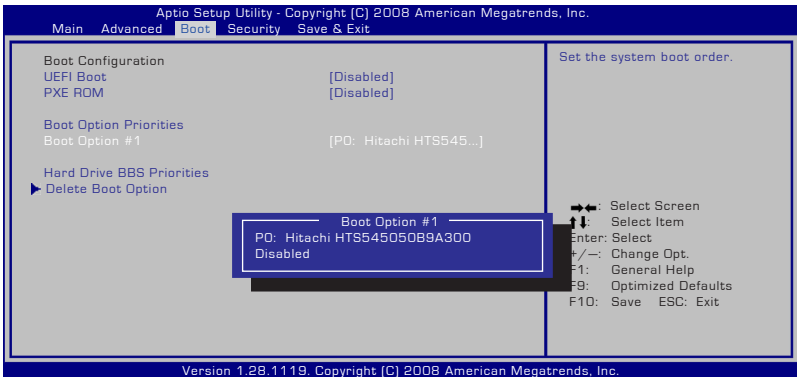 Aptio Setup Utility - Copyright (C) 2008 American Megatrends, Inc.
Main Advanced Boot Security Save & Exit
Boot Configuration
UEFI Boot [Disabled]
PXE ROM [Disabled]
Boot Option Priorities
Boot Option #1 [P0: Hitachi HTS545...]
Hard Drive BBS Priorities
Delete Boot Option
Boot Option #1
P0: Hitachi HTS545050B9A300
Disabled
Set the system boot order.
→←: Select Screen
↑↓: Select Item
Enter: Select
+/—: Change Opt.
F1: General Help
F9: Optimized Defaults
F10: Save ESC: Exit
Version 1.28.1119. Copyright (C) 2008 American Megatrends, Inc.